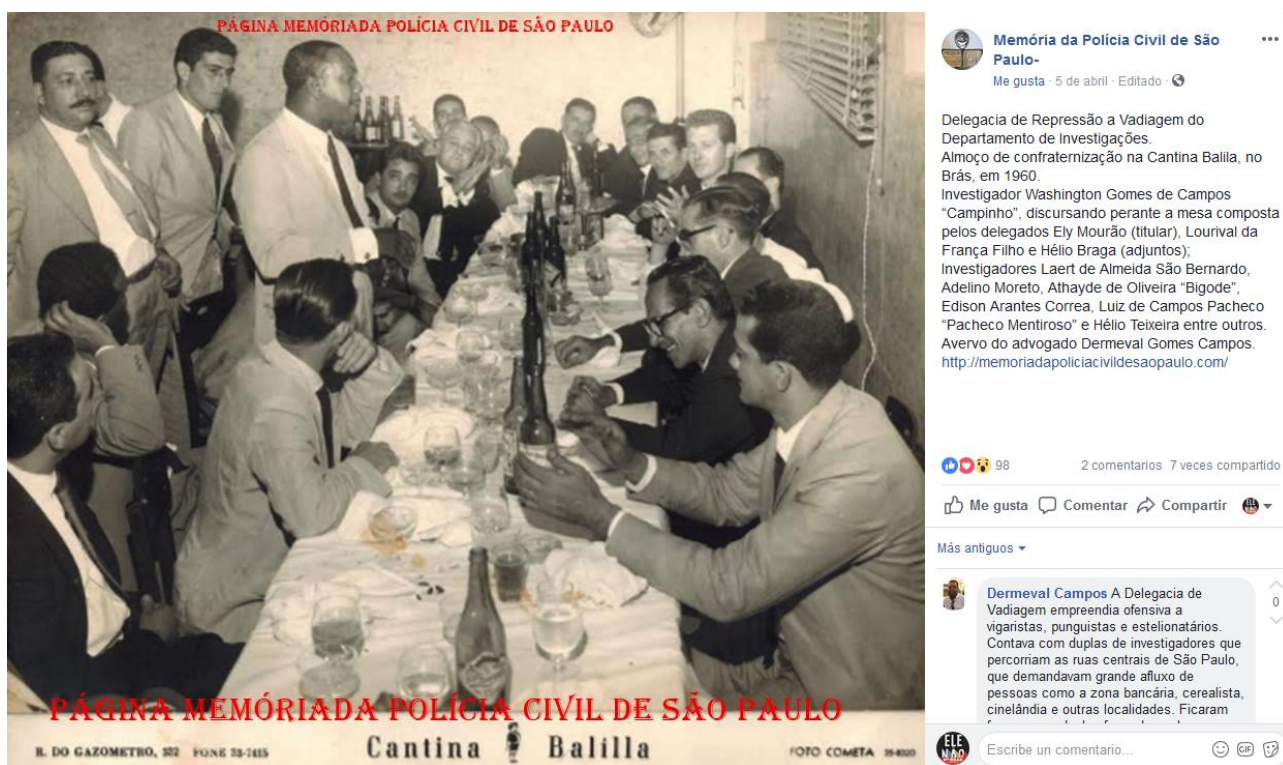 PÁGINA MEMÓRIADA POLÍCIA CIVIL DE SÃO PAULO
PÁGINA MEMÓRIADA POLÍCIA CIVIL DE SÃO PAULO
R. DO GAZOMETRO, 332 FONE 33-7415 Cantina Balilla FOTO COMETA
Memória da Polícia Civil de São
Paulo-
Me gusta · 5 de abril · Editado ·
Delegacia de Repressão a Vadiagem do
Departamento de Investigações.
Almoço de confraternização na Cantina Balila, no
Brás, em 1960.
Investigador Washington Gomes de Campos
“Campinho”, discursando perante a mesa composta
pelos delegados Ely Mourão (titular), Lourival da
França Filho e Hélio Braga (adjuntos);
Investigadores Laert de Almeida São Bernardo,
Adelino Moreto, Athayde de Oliveira “Bigode”,
Edison Arantes Correa, Luiz de Campos Pacheco
“Pacheco Mentiroso” e Hélio Teixeira entre outros.
Avervo do advogado Dermeval Gomes Campos.
http://memoriadapoliciacivildesaopaulo.com/
98 2 comentarios 7 veces compartido
Me gusta Comentar Compartir
Más antiguos
Dermeval Campos A Delegacia de
Vadiagem empreendia ofensiva a
vigaristas, punguistas e estelionatários.
Contava com duplas de investigadores que
percorriam as ruas centrais de São Paulo,
que demandavam grande afluxo de
pessoas como a zona bancária, cerealista,
cinelândia e outras localidades. Fizaram
0
ELE
NÃO
Escribe un comentario... GIF